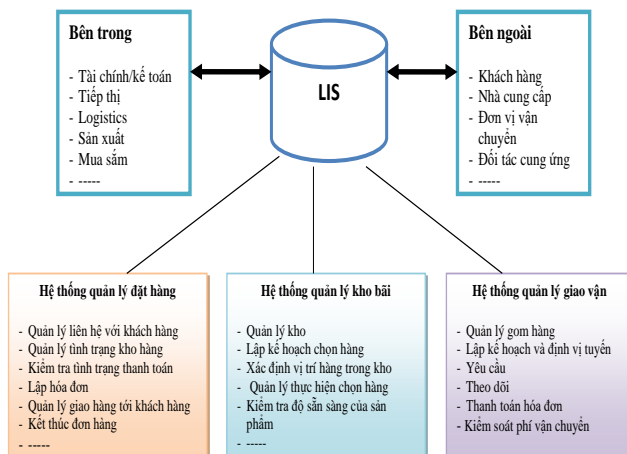 Bên trong
- Tài chính/kế toán
- Tiếp thị
- Logistics
- Sản xuất
- Mua sắm
- -----
LIS
Bên ngoài
- Khách hàng
- Nhà cung cấp
- Đơn vị vận
chuyển
- Đối tác cung ứng
- -----
Hệ thống quản lý đặt hàng
- Quản lý liên hệ với khách hàng
- Quản lý tình trạng kho hàng
- Kiểm tra tình trạng thanh toán
- Lập hóa đơn
- Quản lý giao hàng tới khách hàng
- Kết thúc đơn hàng
- -----
Hệ thống quản lý kho bãi
- Quản lý kho
- Lập kế hoạch chọn hàng
- Xác định vị trí hàng trong kho
- Quản lý thực hiện chọn hàng
- Kiểm tra độ sẵn sàng của sản
phẩm
- -----
Hệ thống quản lý giao vận
- Quản lý gom hàng
- Lập kế hoạch và định vị tuyến
- Yêu cầu
- Theo dõi
- Thanh toán hóa đơn
- Kiểm soát phí vận chuyển